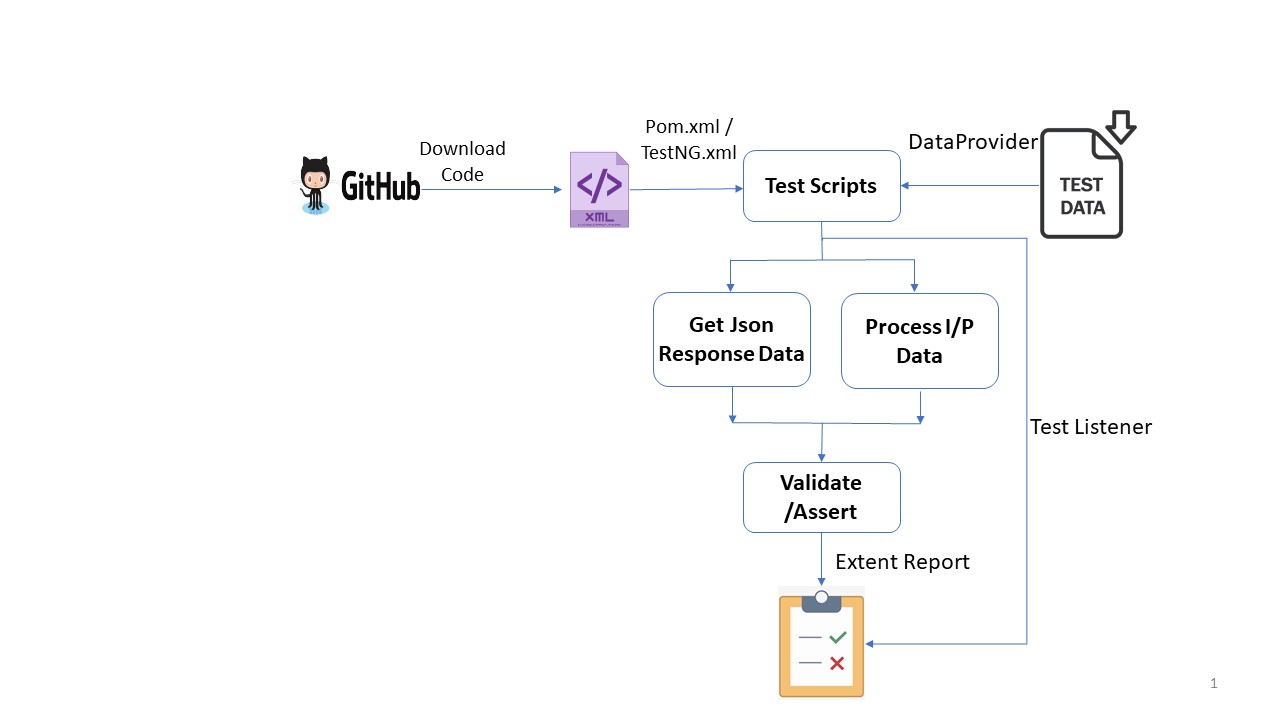 Download
Code
GitHub
</>
XML
Pom.xml /
TestNG.xml
Test Scripts
DataProvider
TEST
DATA
Get Json
Response Data
Process I/P
Data
Test Listener
Validate
/Assert
Extent Report
1